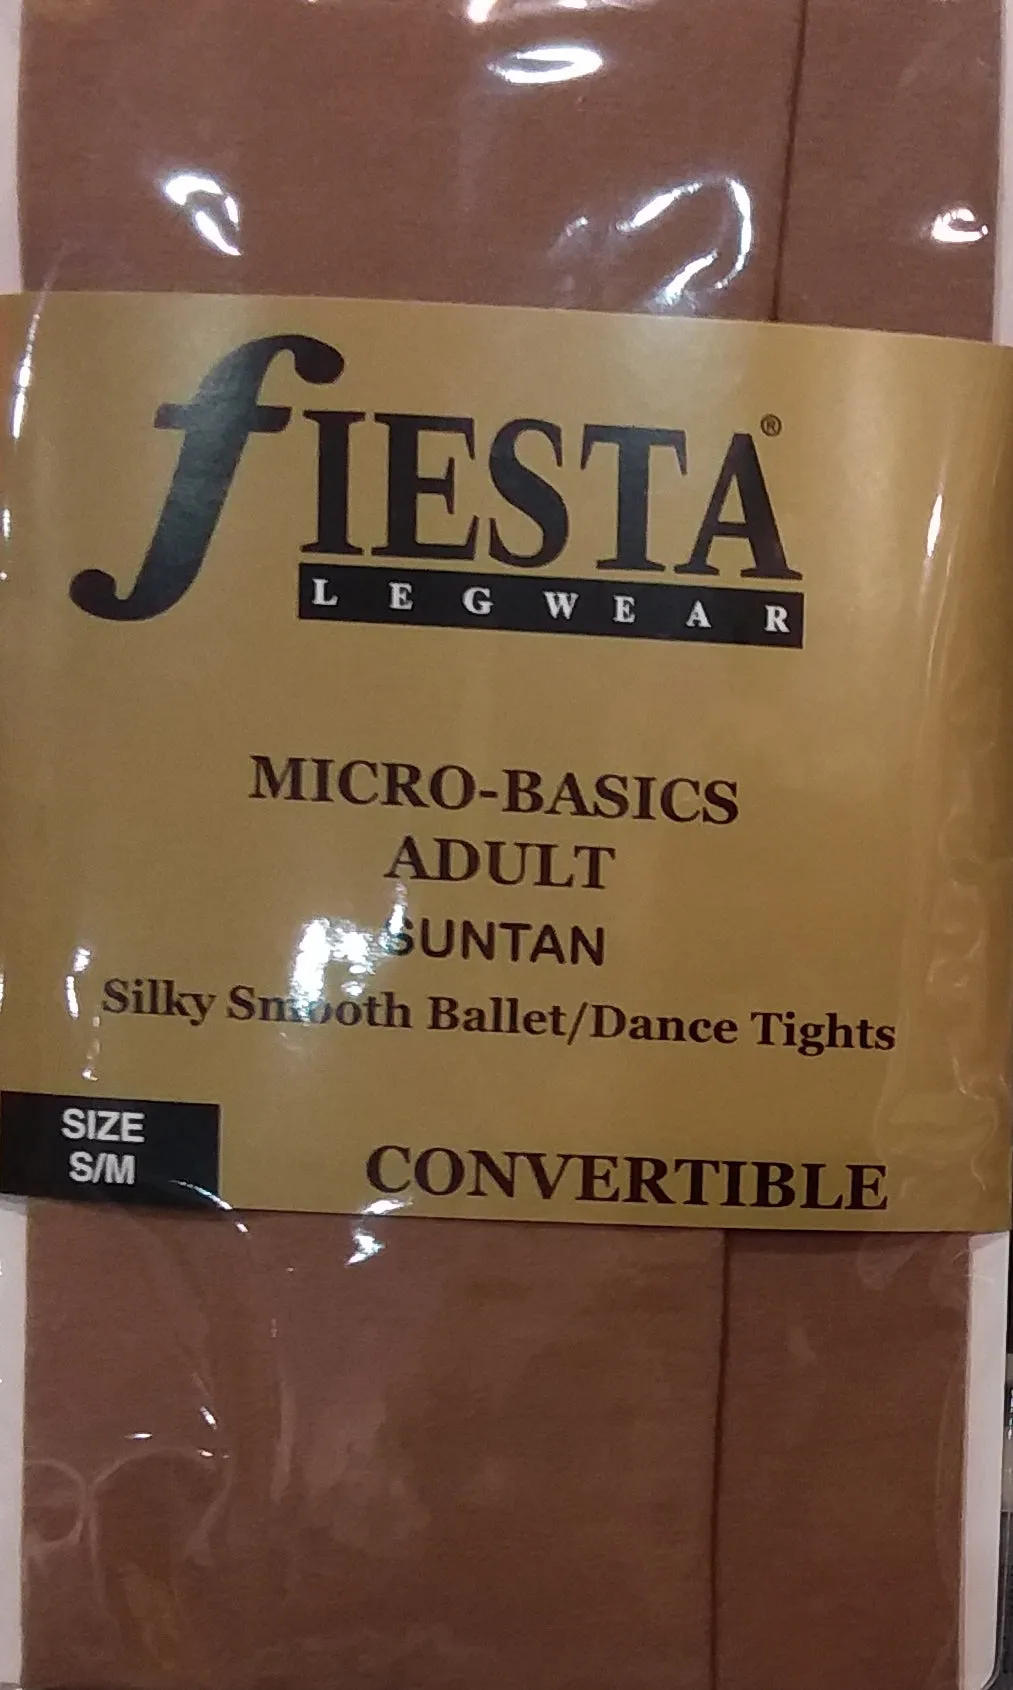 fIESTA®
LEGWEAR
MICRO-BASICS
ADULT
SUNTAN
Silky Smooth Ballet/Dance Tights
SIZE
S/M
CONVERTIBLE